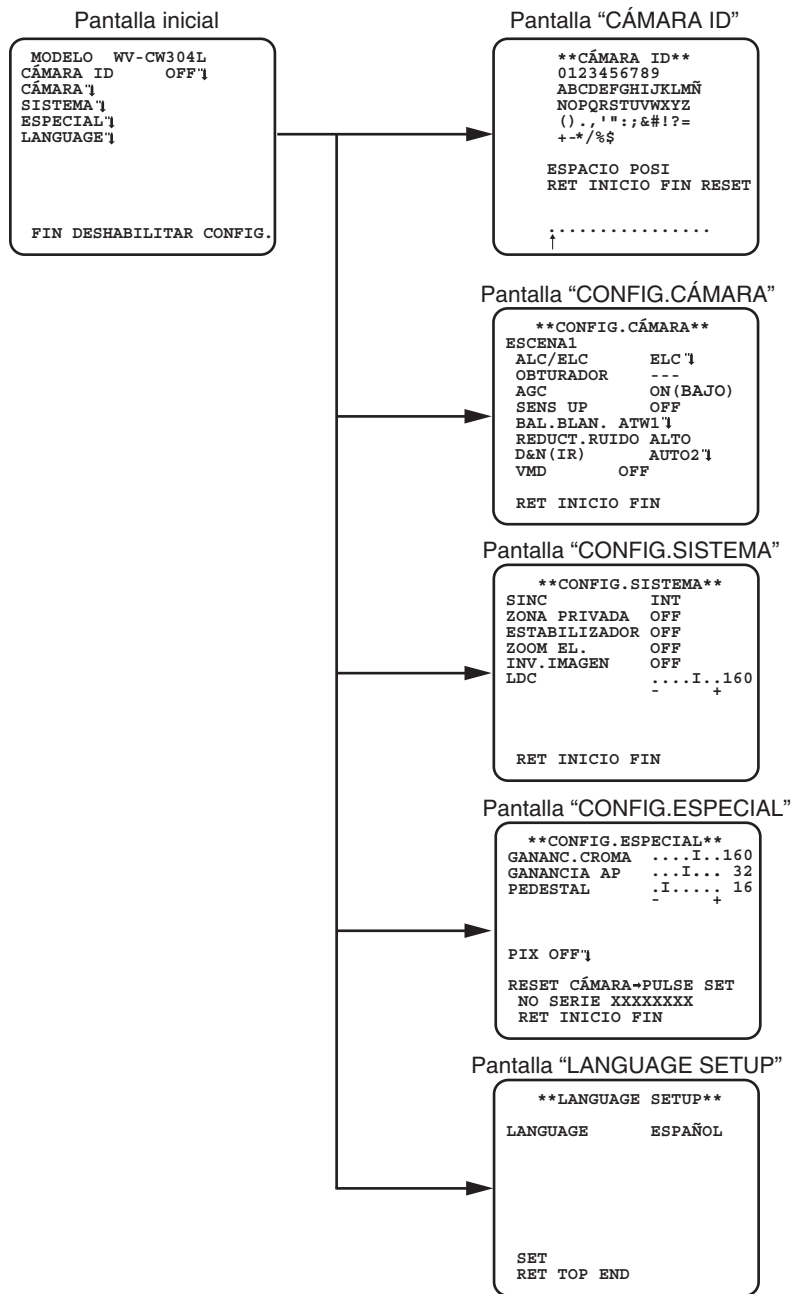 Pantalla inicial
MODELO WV-CW304L
CÁMARA ID OFF
CÁMARA
SISTEMA
ESPECIAL
LANGUAGE
FIN DESHABILITAR CONFIG.
Pantalla “CÁMARA ID”
**CÁMARA ID**
0123456789
ABCDEFGHIJKLMÑ
NOPQRSTUVWXYZ
().,'":;&#!?=
+-*/%$
ESPACIO POSI
RET INICIO FIN RESET
................
↑
Pantalla “CONFIG.CÁMARA”
**CONFIG.CÁMARA**
ESCENA1
ALC/ELC ELC
OBTURADOR ---
AGC ON(BAJO)
SENS UP OFF
BAL.BLAN. ATW1
REDUCT.RUIDO ALTO
D&N(IR) AUTO2
VMD OFF
RET INICIO FIN
Pantalla “CONFIG.SISTEMA”
**CONFIG.SISTEMA**
SINC INT
ZONA PRIVADA OFF
ESTABILIZADOR OFF
ZOOM EL. OFF
INV.IMAGEN OFF
LDC ....I..160
- +
RET INICIO FIN
Pantalla “CONFIG.ESPECIAL”
**CONFIG.ESPECIAL**
GANANC.CROMA ....I..160
GANANCIA AP ...I... 32
PEDESTAL .I..... 16
- +
PIX OFF
RESET CÁMARA→PULSE SET
NO SERIE XXXXXXXX
RET INICIO FIN
Pantalla “LANGUAGE SETUP”
**LANGUAGE SETUP**
LANGUAGE ESPAÑOL
SET
RET TOP END